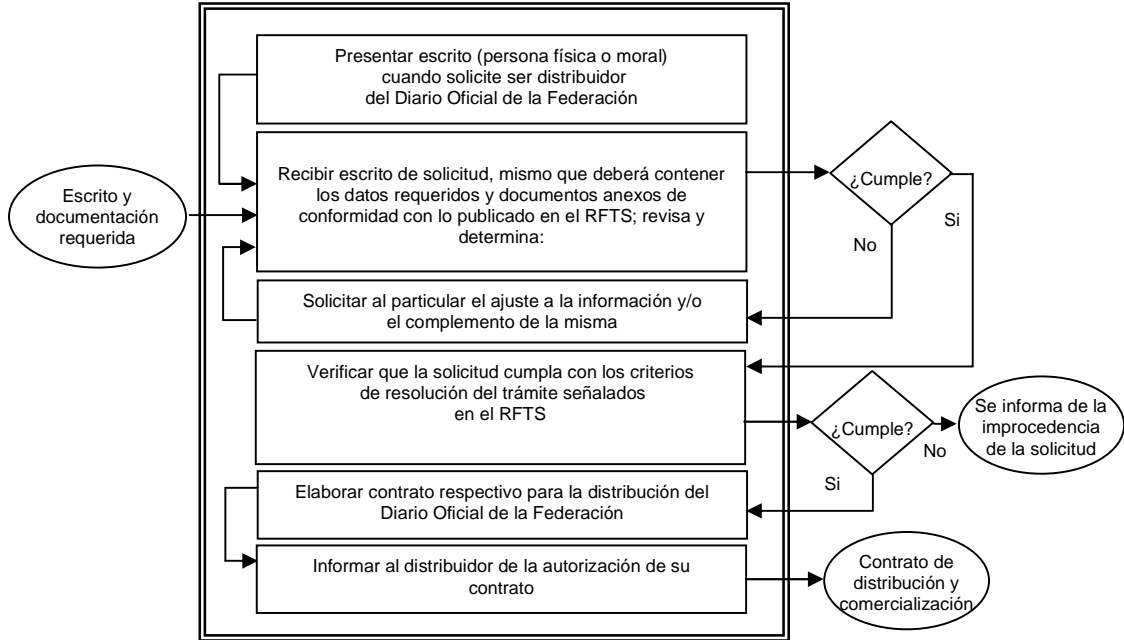 Presentar escrito (persona física o moral)
cuando solicite ser distribuidor
del Diario Oficial de la Federación
Escrito y
documentación
requerida
Recibir escrito de solicitud, mismo que deberá contener
los datos requeridos y documentos anexos de
conformidad con lo publicado en el RFTS; revisa y
determina:
¿Cumple?
Si
No
Solicitar al particular el ajuste a la información y/o
el complemento de la misma
Verificar que la solicitud cumpla con los criterios
de resolución del trámite señalados
en el RFTS
¿Cumple?
No
Si
Se informa de la
improcedencia
de la solicitud
Elaborar contrato respectivo para la distribución del
Diario Oficial de la Federación
Informar al distribuidor de la autorización de su
contrato
Contrato de
distribución y
comercialización